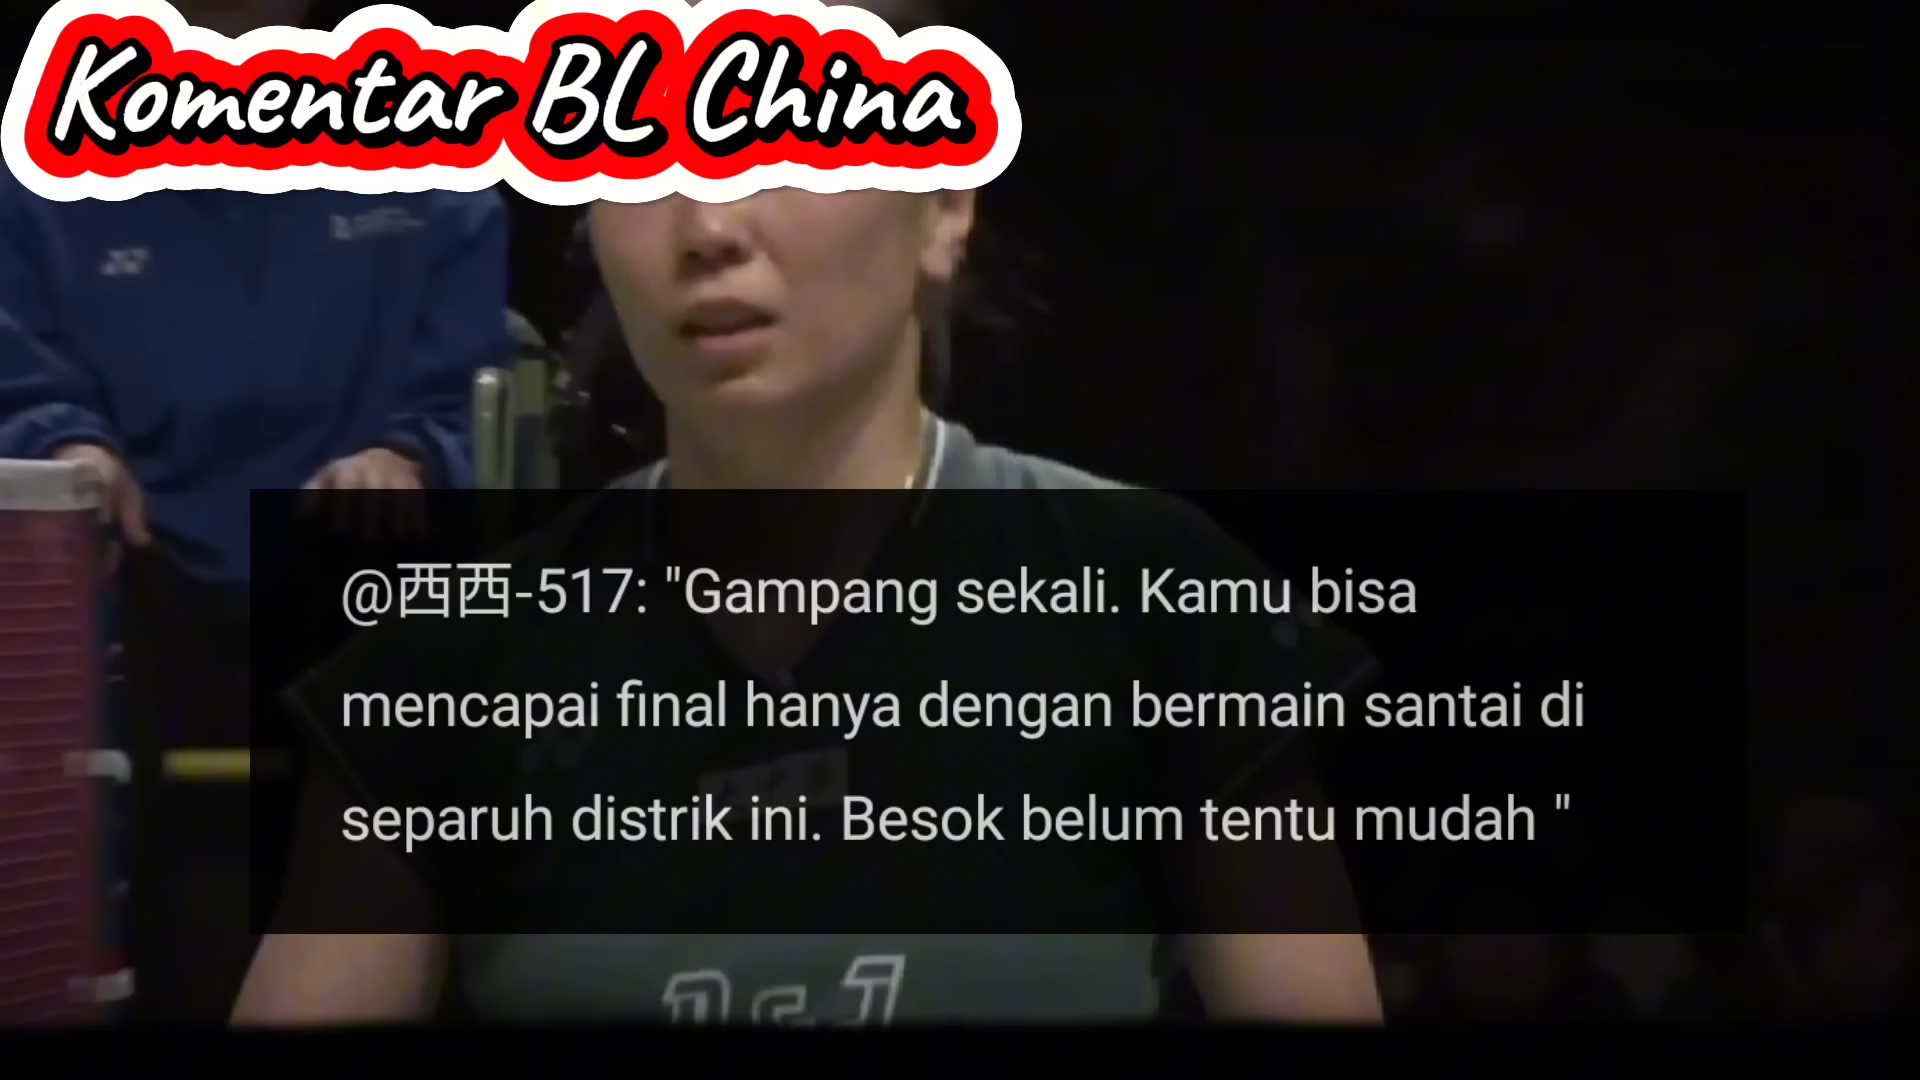 Komentar BL China
@西西-517: "Gampang sekali. Kamu bisa
mencapai final hanya dengan bermain santai di
separuh distrik ini. Besok belum tentu mudah "